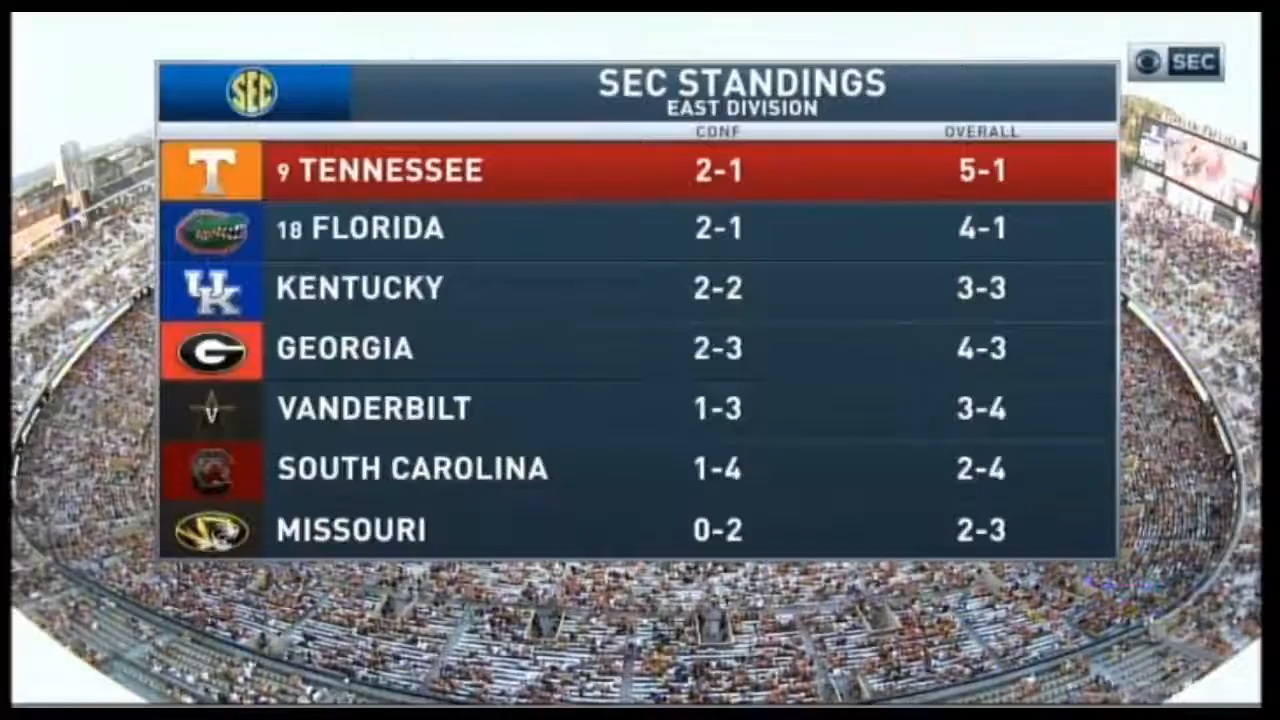 SEC
SEC STANDINGS
EAST DIVISION
CONF OVERALL
T 9 TENNESSEE 2-1 5-1
18 FLORIDA 2-1 4-1
UK KENTUCKY 2-2 3-3
G GEORGIA 2-3 4-3
V VANDERBILT 1-3 3-4
C SOUTH CAROLINA 1-4 2-4
MISSOURI 0-2 2-3
SEC